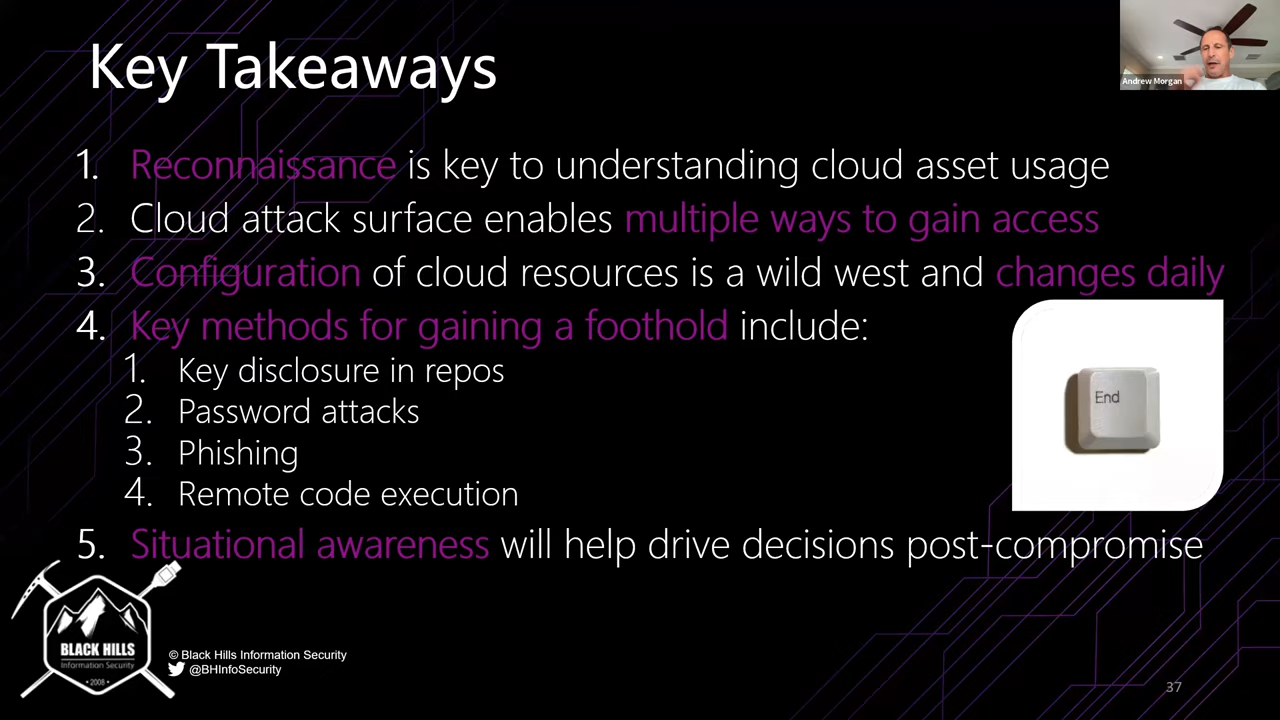 Key Takeaways
Andrew Morgan
1. Reconnaissance is key to understanding cloud asset usage
2. Cloud attack surface enables multiple ways to gain access
3. Configuration of cloud resources is a wild west and changes daily
4. Key methods for gaining a foothold include:
1. Key disclosure in repos
2. Password attacks
3. Phishing
4. Remote code execution
End
5. Situational awareness will help drive decisions post-compromise
BLACK HILLS
Information Security
• 2008 •
© Black Hills Information Security
@BHInfoSecurity
37